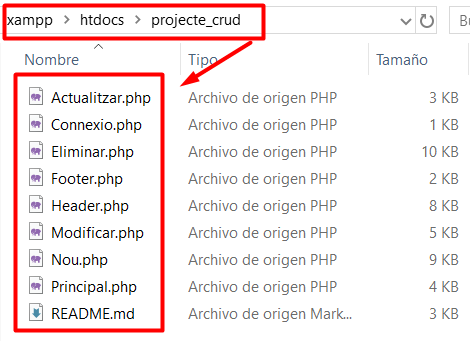 xampp > htdocs > projecte_crud
Nombre Tipo Tamaño
Actualitzar.php Archivo de origen PHP 3 KB
Connexio.php Archivo de origen PHP 1 KB
Eliminar.php Archivo de origen PHP 10 KB
Footer.php Archivo de origen PHP 2 KB
Header.php Archivo de origen PHP 8 KB
Modificar.php Archivo de origen PHP 5 KB
Nou.php Archivo de origen PHP 9 KB
Principal.php Archivo de origen PHP 4 KB
README.md Archivo de origen Mark... 3 KB